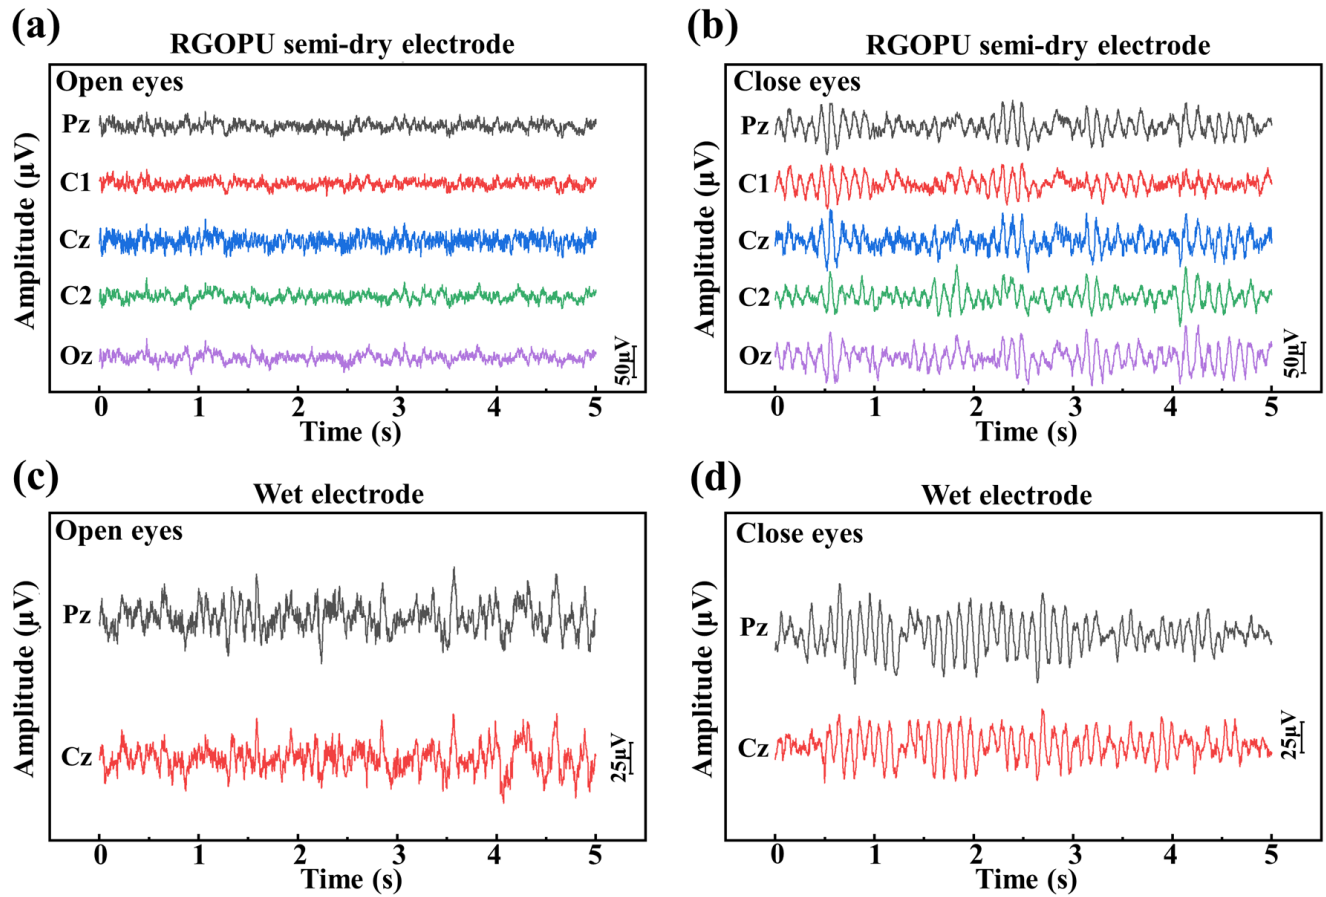 (a)
RGOPU semi-dry electrode
Open eyes
Pz
C1
Cz
C2
Oz
50μV
Amplitude (μV)
0 1 2 3 4 5
Time (s)
(b)
RGOPU semi-dry electrode
Close eyes
Pz
C1
Cz
C2
Oz
50μV
Amplitude (μV)
0 1 2 3 4 5
Time (s)
(c)
Wet electrode
Open eyes
Pz
Cz
25μV
Amplitude (μV)
0 1 2 3 4 5
Time (s)
(d)
Wet electrode
Close eyes
Pz
Cz
25μV
Amplitude (μV)
0 1 2 3 4 5
Time (s)